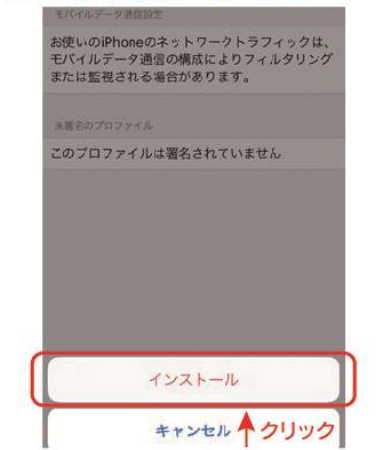 モバイルデータ通信設定
お使いのiPhoneのネットワークトラフィックは、
モバイルデータ通信の構成によりフィルタリング
または監視される場合があります。
未署名のプロファイル
このプロファイルは署名されていません
インストール
キャンセル
クリック